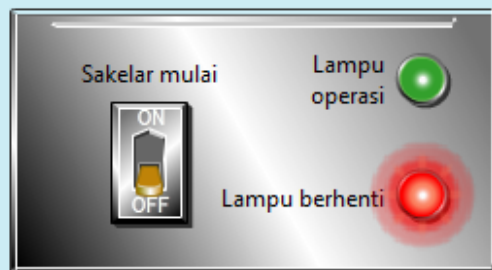 Sakelar mulai
ON
OFF
Lampu
operasi
Lampu berhenti